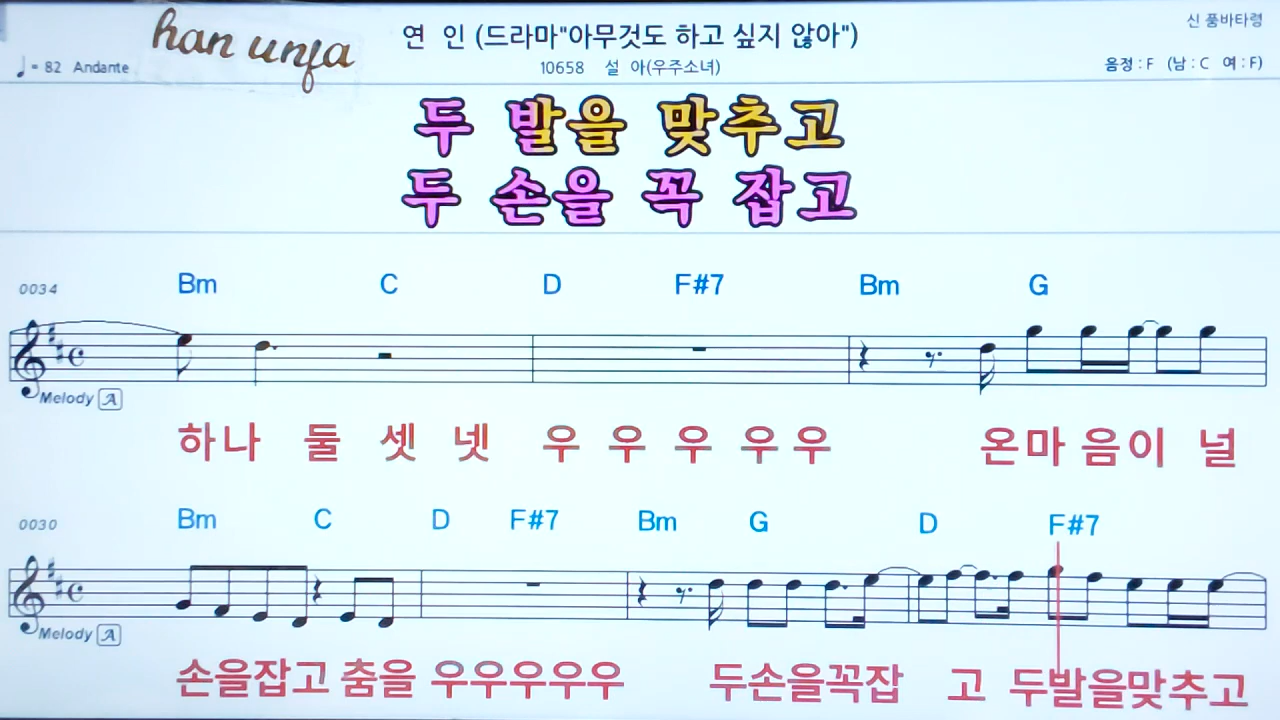 han unfa
연 인 (드라마"아무것도 하고 싶지 않아")
신 품바타령
♩= 82 Andante
10658 설 아(우주소녀)
음정 : F (남 : C 여 : F)
두 발을 맞추고
두 손을 꼭 잡고
0034 Bm C D F#7 Bm G
Melody A
하나 둘 셋 넷 우 우 우 우 우 온마 음이 널
0030 Bm C D F#7 Bm G D F#7
Melody A
손을잡고 춤을 우우우우우 두손을꼭잡 고 두발을맞추고